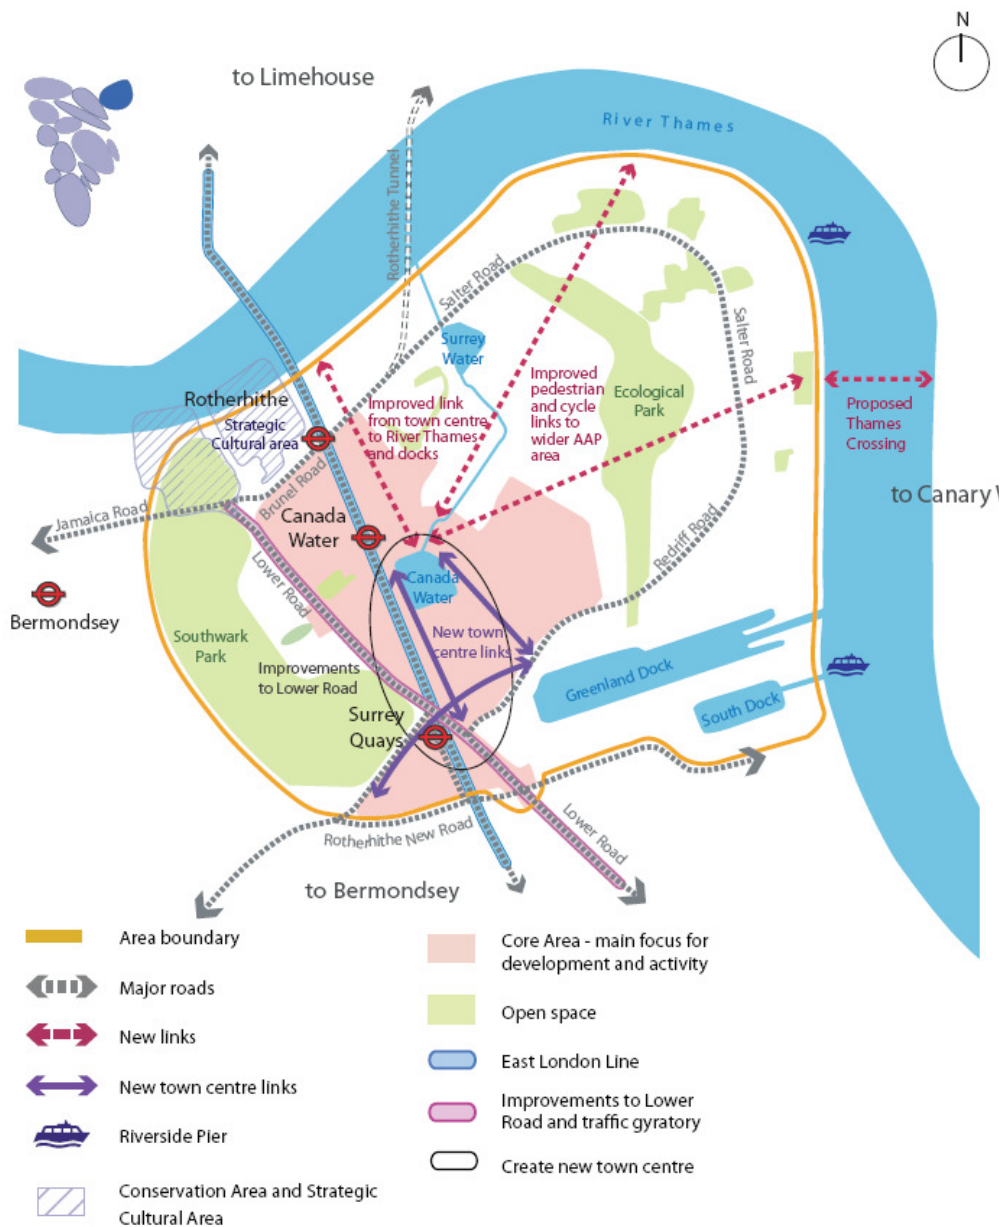 N
to Limehouse
River Thames
Rotherhithe Tunnel
Salter Road
Salter Road
Surrey
Water
Improved
pedestrian
and cycle
links to
wider AAP
area
Ecological
Park
Proposed
Thames
Crossing
to Canary W
Rotherhithe
Strategic
Cultural area
Improved link
from town centre
to River Thames
and docks
Brunel Road
Jamaica Road
Canada
Water
Lower Road
Redriff Road
Bermondsey
Canada
Water
Southwark
Park
New town
centre links
Improvements
to Lower Road
Greenland Dock
South Dock
Surrey
Quays
Rotherhithe New Road
Lower Road
to Bermondsey
Area boundary
Major roads
New links
New town centre links
Riverside Pier
Conservation Area and Strategic
Cultural Area
Core Area - main focus for
development and activity
Open space
East London Line
Improvements to Lower
Road and traffic gyratory
Create new town centre